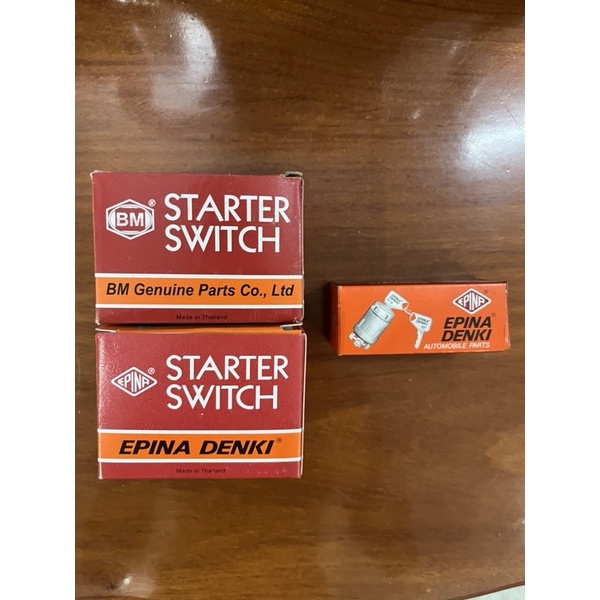 BM®
STARTER
SWITCH
BM Genuine Parts Co., Ltd
Made in Thailand
EPINA®
STARTER
SWITCH
EPINA DENKI®
Made in Thailand
EPINA®
EPINA®
DENKI
AUTOMOBILE PARTS